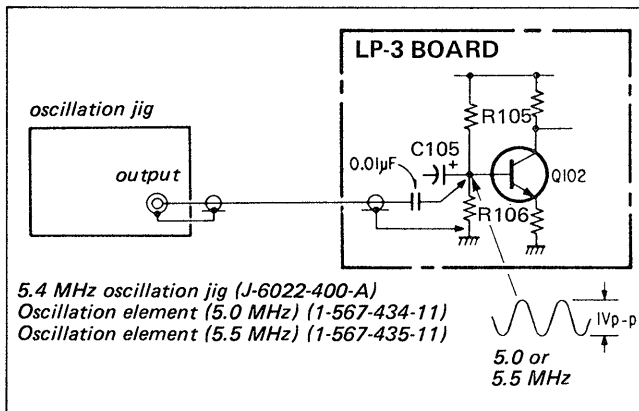 LP-3 BOARD
oscillation jig
output
0.01µF
C105
+
R105
Q102
R106
5.4 MHz oscillation jig (J-6022-400-A)
Oscillation element (5.0 MHz) (1-567-434-11)
Oscillation element (5.5 MHz) (1-567-435-11)
1Vp-p
5.0 or
5.5 MHz